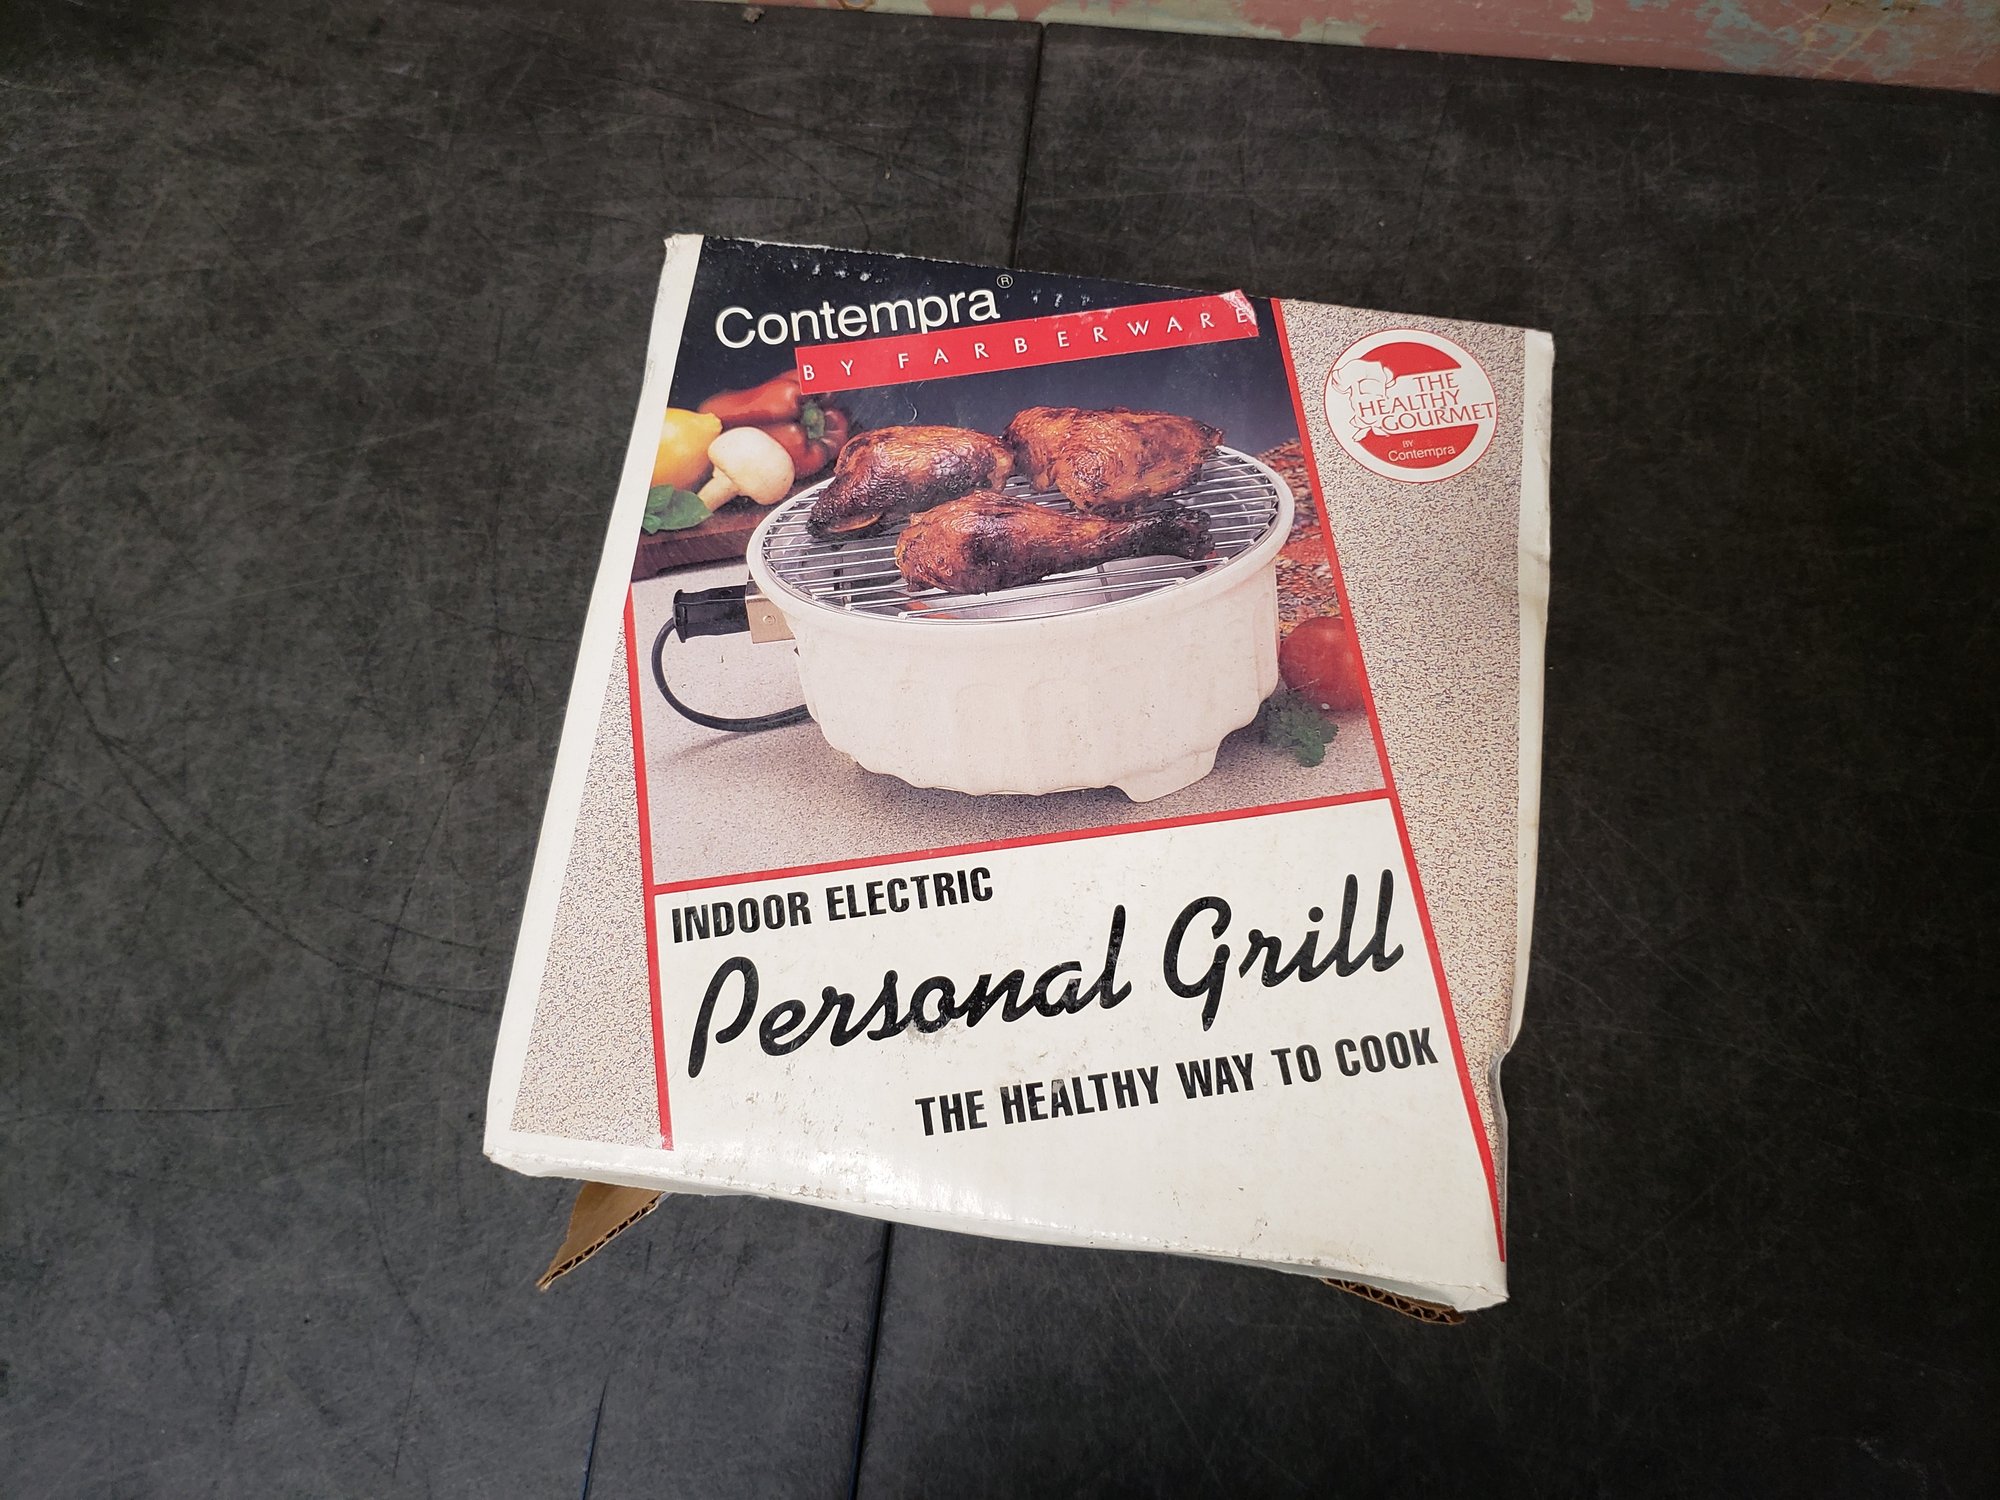 Contempra®
BY FARBERWARE
THE
HEALTHY
GOURMET
BY
Contempra
INDOOR ELECTRIC
Personal Grill
THE HEALTHY WAY TO COOK